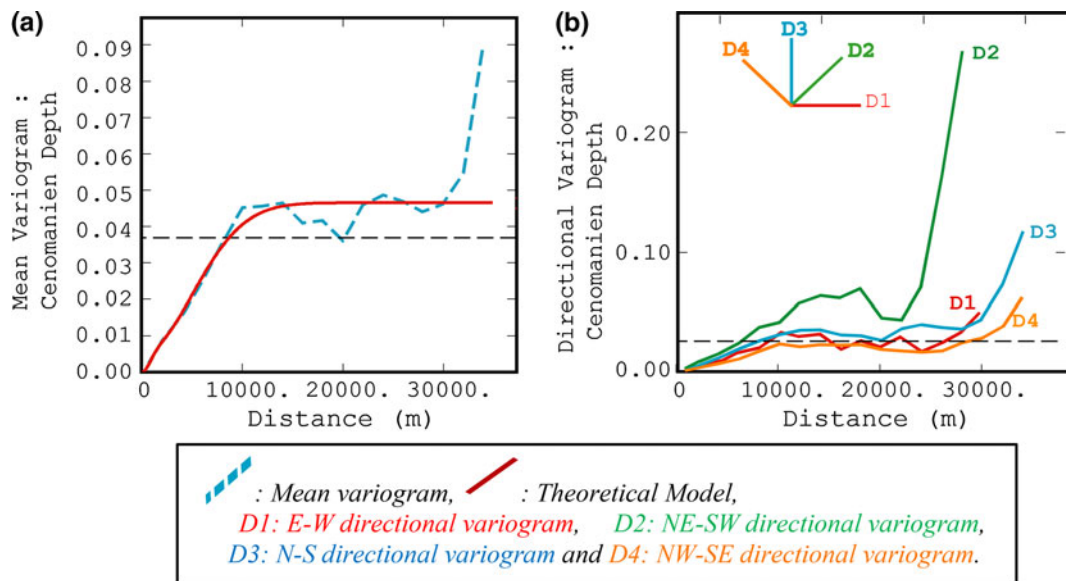 (a)
Mean Variogram :
Cenomanien Depth
0.09
0.08
0.07
0.06
0.05
0.04
0.03
0.02
0.01
0.00
0
10000.
20000.
30000.
Distance (m)
(b)
Directional Variogram :
Cenomanien Depth
0.20
0.10
0.00
0
10000.
20000.
30000.
Distance (m)
D3
D4
D2
D1
D2
D3
D1
D4
: Mean variogram, : Theoretical Model,
D1: E-W directional variogram, D2: NE-SW directional variogram,
D3: N-S directional variogram and D4: NW-SE directional variogram.